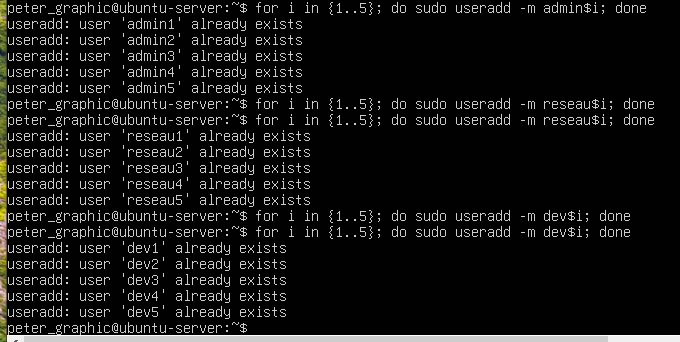 peter_graphic@ubuntu-server:~$ for i in {1..5}; do sudo useradd -m admin$i; done
useradd: user 'admin1' already exists
useradd: user 'admin2' already exists
useradd: user 'admin3' already exists
useradd: user 'admin4' already exists
useradd: user 'admin5' already exists
peter_graphic@ubuntu-server:~$ for i in {1..5}; do sudo useradd -m reseau$i; done
peter_graphic@ubuntu-server:~$ for i in {1..5}; do sudo useradd -m reseau$i; done
useradd: user 'reseau1' already exists
useradd: user 'reseau2' already exists
useradd: user 'reseau3' already exists
useradd: user 'reseau4' already exists
useradd: user 'reseau5' already exists
peter_graphic@ubuntu-server:~$ for i in {1..5}; do sudo useradd -m dev$i; done
peter_graphic@ubuntu-server:~$ for i in {1..5}; do sudo useradd -m dev$i; done
useradd: user 'dev1' already exists
useradd: user 'dev2' already exists
useradd: user 'dev3' already exists
useradd: user 'dev4' already exists
useradd: user 'dev5' already exists
peter_graphic@ubuntu-server:~$